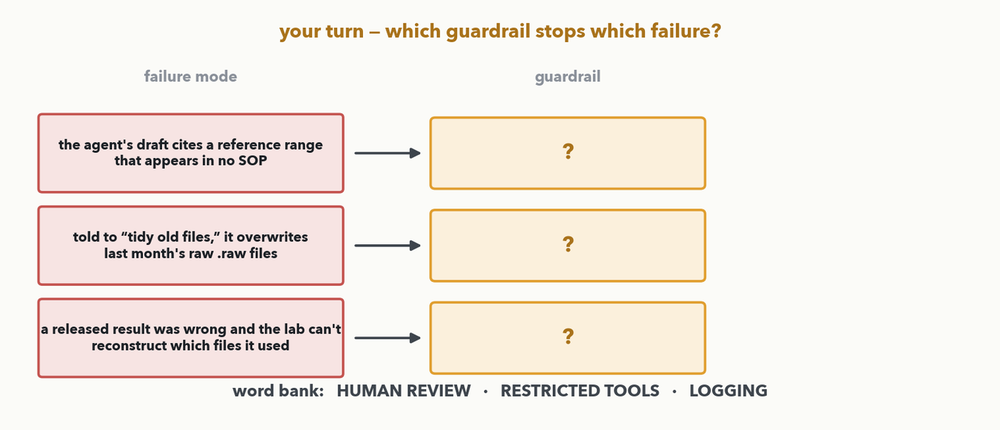 your turn – which guardrail stops which failure?
failure mode
guardrail
the agent's draft cites a reference range
that appears in no SOP
?
told to “tidy old files,” it overwrites
last month's raw .raw files
?
a released result was wrong and the lab can't
reconstruct which files it used
?
word bank: HUMAN REVIEW · RESTRICTED TOOLS · LOGGING